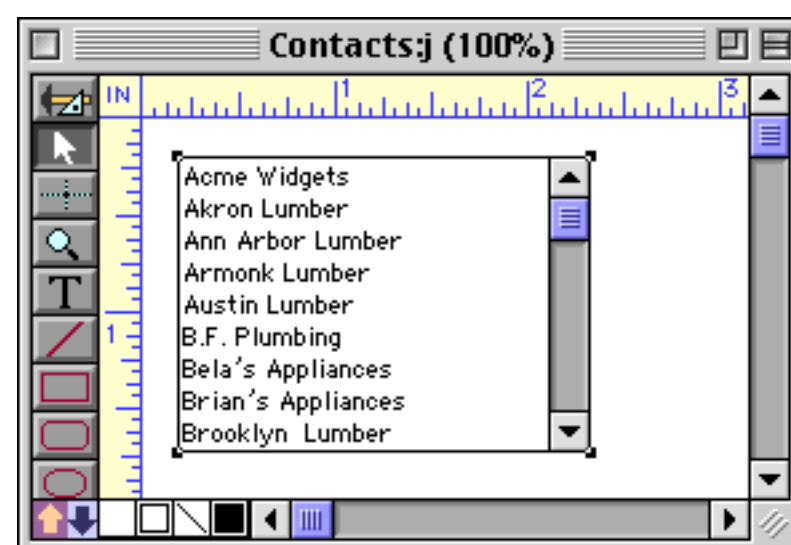 Contacts:j (100%)
IN 1 2 3
Acme Widgets
Akron Lumber
Ann Arbor Lumber
Armonk Lumber
Austin Lumber
T
1
B.F. Plumbing
Bela's Appliances
Brian's Appliances
Brooklyn Lumber